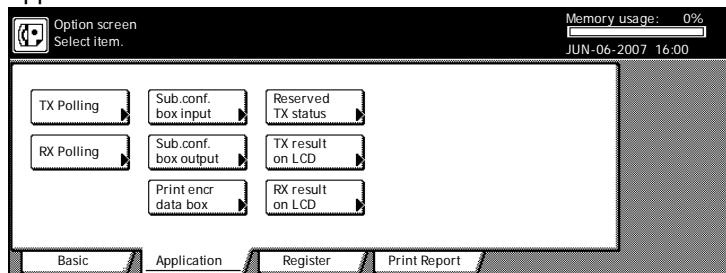 Option screen
Select item.
Memory usage: 0%
JUN-06-2007 16:00
TX Polling
Sub.conf.
box input
Reserved
TX status
RX Polling
Sub.conf.
box output
TX result
on LCD
Print encr
data box
RX result
on LCD
Basic
Application
Register
Print Report